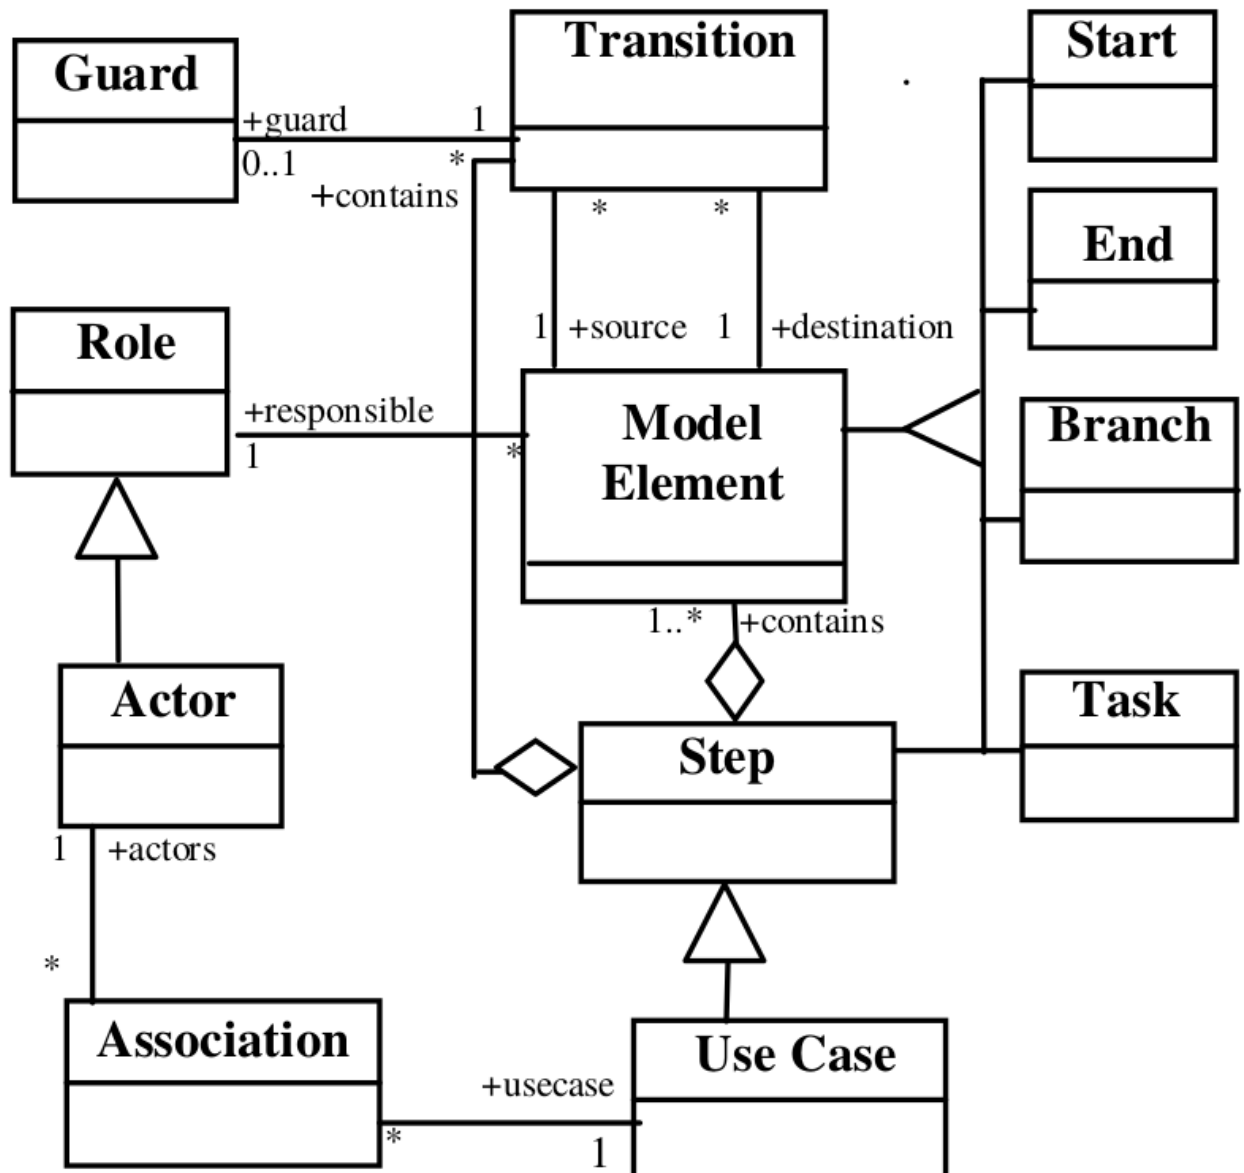 Guard
Transition
Start
+guard
1
0..1
*
+contains
*
*
End
1
+source
1
+destination
Role
+responsible
1
*
Model
Element
Branch
1..*
+contains
Actor
Step
Task
1
+actors
*
Association
+usecase
*
1
Use Case